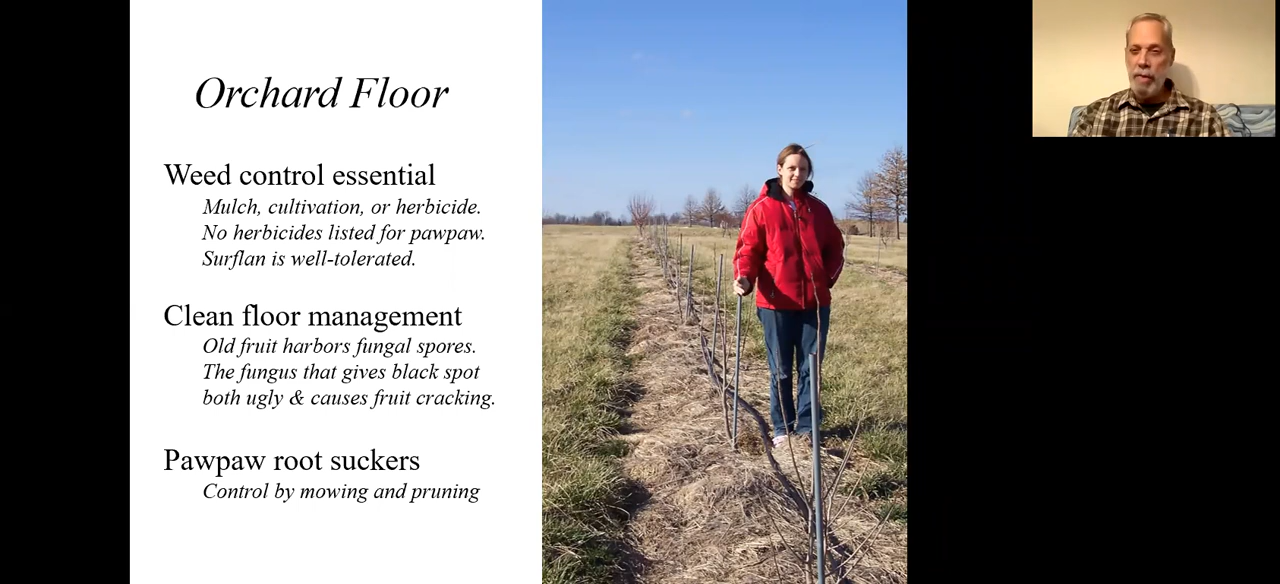 Orchard Floor
Weed control essential
Mulch, cultivation, or herbicide.
No herbicides listed for pawpaw.
Surflan is well-tolerated.
Clean floor management
Old fruit harbors fungal spores.
The fungus that gives black spot
both ugly & causes fruit cracking.
Pawpaw root suckers
Control by mowing and pruning